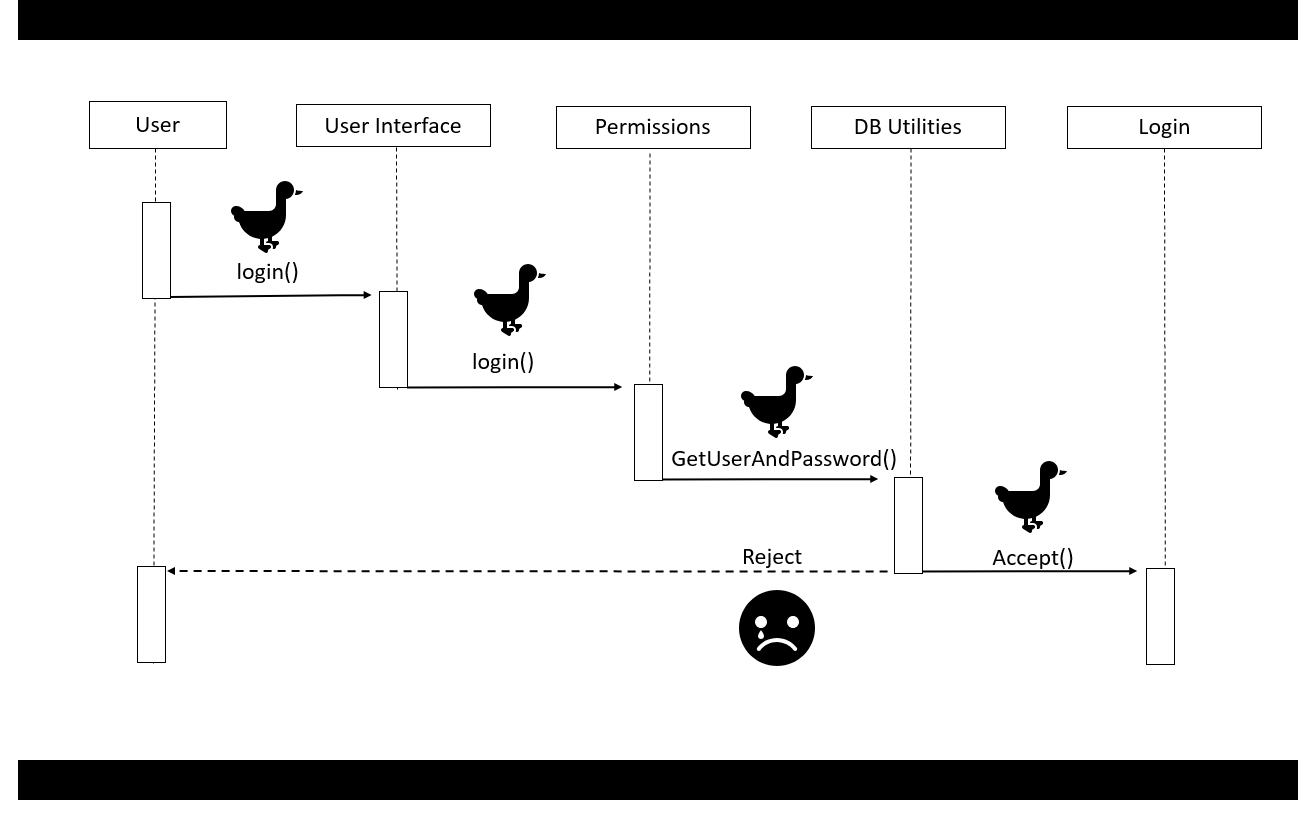 User
User Interface
Permissions
DB Utilities
Login
login()
login()
GetUserAndPassword()
Reject
Accept()